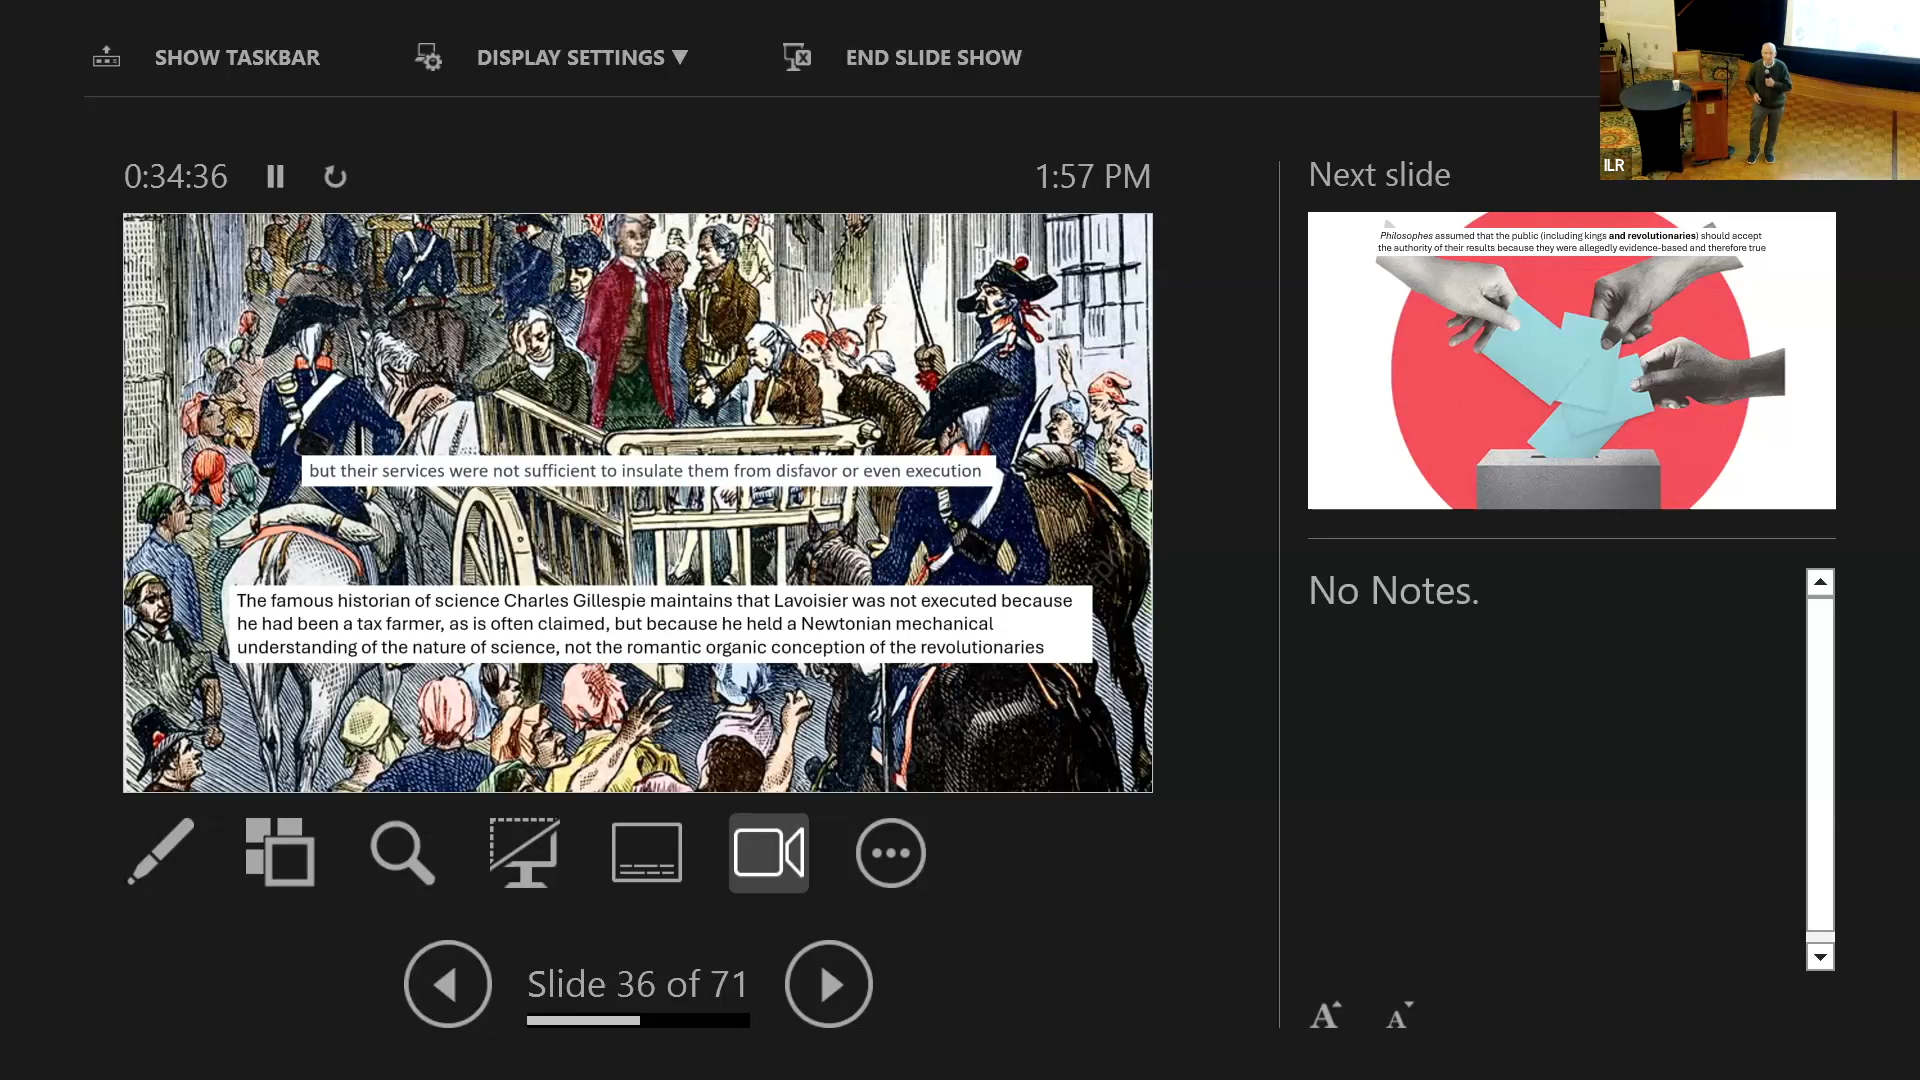 SHOW TASKBAR
DISPLAY SETTINGS ▼
END SLIDE SHOW
ILR
0:34:36
1:57 PM
Next slide
but their services were not sufficient to insulate them from disfavor or even execution
The famous historian of science Charles Gillespie maintains that Lavoisier was not executed because
he had been a tax farmer, as is often claimed, but because he held a Newtonian mechanical
understanding of the nature of science, not the romantic organic conception of the revolutionaries
Philosophes assumed that the public (including kings and revolutionaries) should accept
the authority of their results because they were allegedly evidence-based and therefore true
No Notes.
Slide 36 of 71
A A